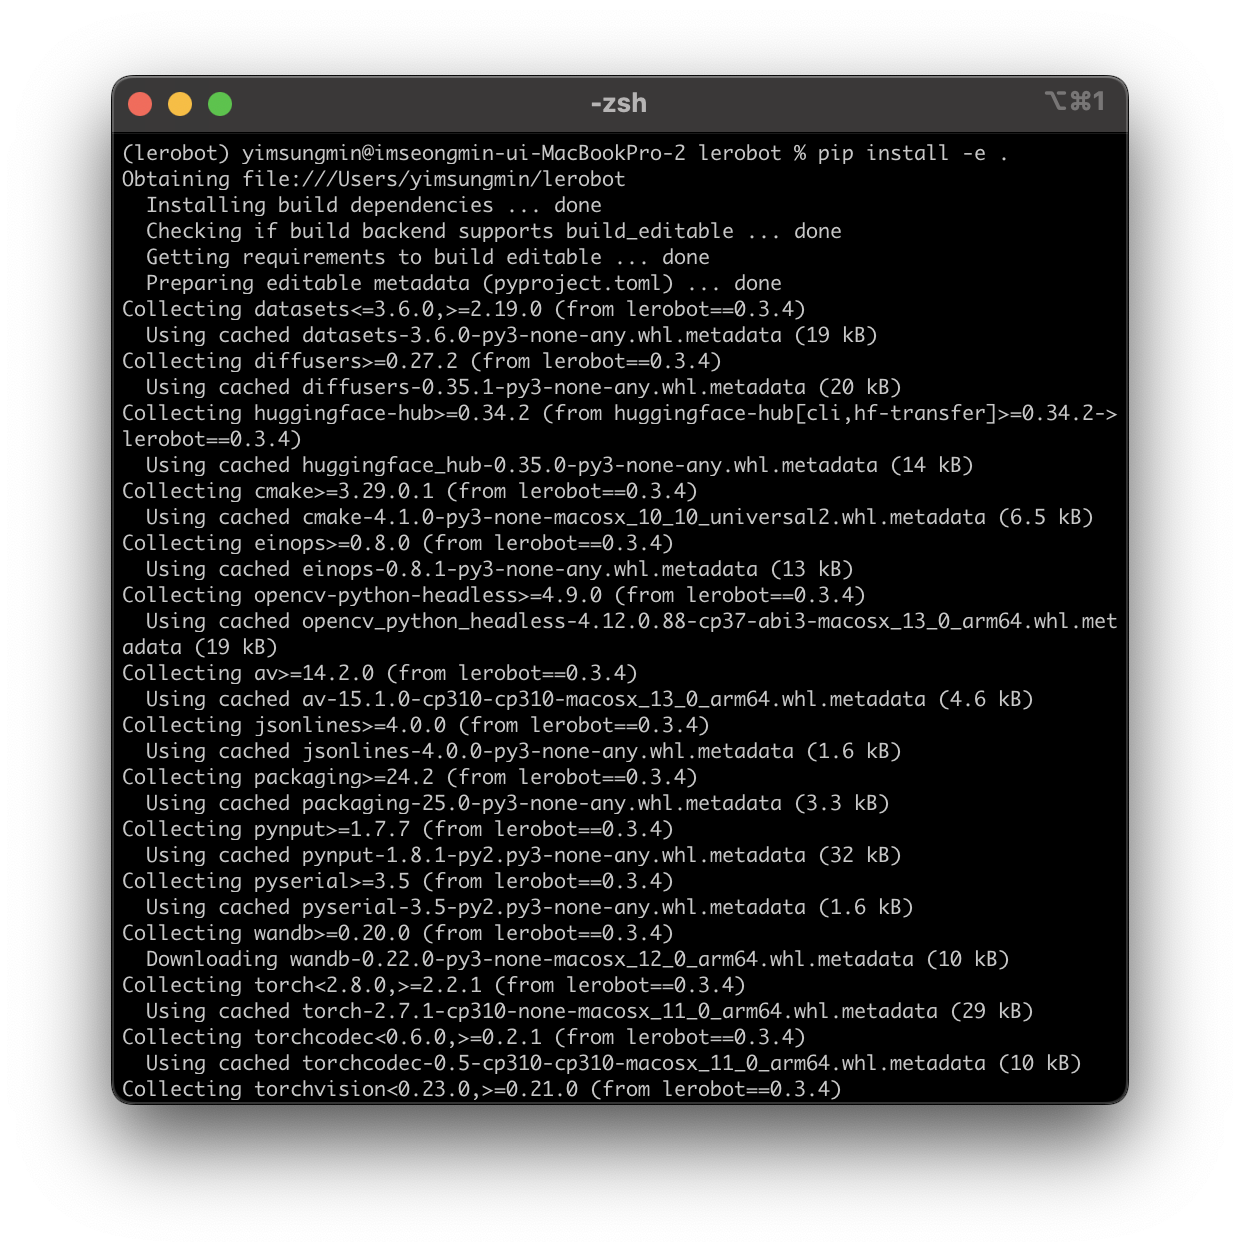 -zsh
⌥⌘1
(lerobot) yimsungmin@imseongmin-ui-MacBookPro-2 lerobot % pip install -e .
Obtaining file:///Users/yimsungmin/lerobot
  Installing build dependencies ... done
  Checking if build backend supports build_editable ... done
  Getting requirements to build editable ... done
  Preparing editable metadata (pyproject.toml) ... done
Collecting datasets<=3.6.0,>=2.19.0 (from lerobot==0.3.4)
  Using cached datasets-3.6.0-py3-none-any.whl.metadata (19 kB)
Collecting diffusers>=0.27.2 (from lerobot==0.3.4)
  Using cached diffusers-0.35.1-py3-none-any.whl.metadata (20 kB)
Collecting huggingface-hub>=0.34.2 (from huggingface-hub[cli,hf-transfer]>=0.34.2->
lerobot==0.3.4)
  Using cached huggingface_hub-0.35.0-py3-none-any.whl.metadata (14 kB)
Collecting cmake>=3.29.0.1 (from lerobot==0.3.4)
  Using cached cmake-4.1.0-py3-none-macosx_10_10_universal2.whl.metadata (6.5 kB)
Collecting einops>=0.8.0 (from lerobot==0.3.4)
  Using cached einops-0.8.1-py3-none-any.whl.metadata (13 kB)
Collecting opencv-python-headless>=4.9.0 (from lerobot==0.3.4)
  Using cached opencv_python_headless-4.12.0.88-cp37-abi3-macosx_13_0_arm64.whl.met
adata (19 kB)
Collecting av>=14.2.0 (from lerobot==0.3.4)
  Using cached av-15.1.0-cp310-cp310-macosx_13_0_arm64.whl.metadata (4.6 kB)
Collecting jsonlines>=4.0.0 (from lerobot==0.3.4)
  Using cached jsonlines-4.0.0-py3-none-any.whl.metadata (1.6 kB)
Collecting packaging>=24.2 (from lerobot==0.3.4)
  Using cached packaging-25.0-py3-none-any.whl.metadata (3.3 kB)
Collecting pynput>=1.7.7 (from lerobot==0.3.4)
  Using cached pynput-1.8.1-py2.py3-none-any.whl.metadata (32 kB)
Collecting pyserial>=3.5 (from lerobot==0.3.4)
  Using cached pyserial-3.5-py2.py3-none-any.whl.metadata (1.6 kB)
Collecting wandb>=0.20.0 (from lerobot==0.3.4)
  Downloading wandb-0.22.0-py3-none-macosx_12_0_arm64.whl.metadata (10 kB)
Collecting torch<2.8.0,>=2.2.1 (from lerobot==0.3.4)
  Using cached torch-2.7.1-cp310-none-macosx_11_0_arm64.whl.metadata (29 kB)
Collecting torchcodec<0.6.0,>=0.2.1 (from lerobot==0.3.4)
  Using cached torchcodec-0.5-cp310-cp310-macosx_11_0_arm64.whl.metadata (10 kB)
Collecting torchvision<0.23.0,>=0.21.0 (from lerobot==0.3.4)